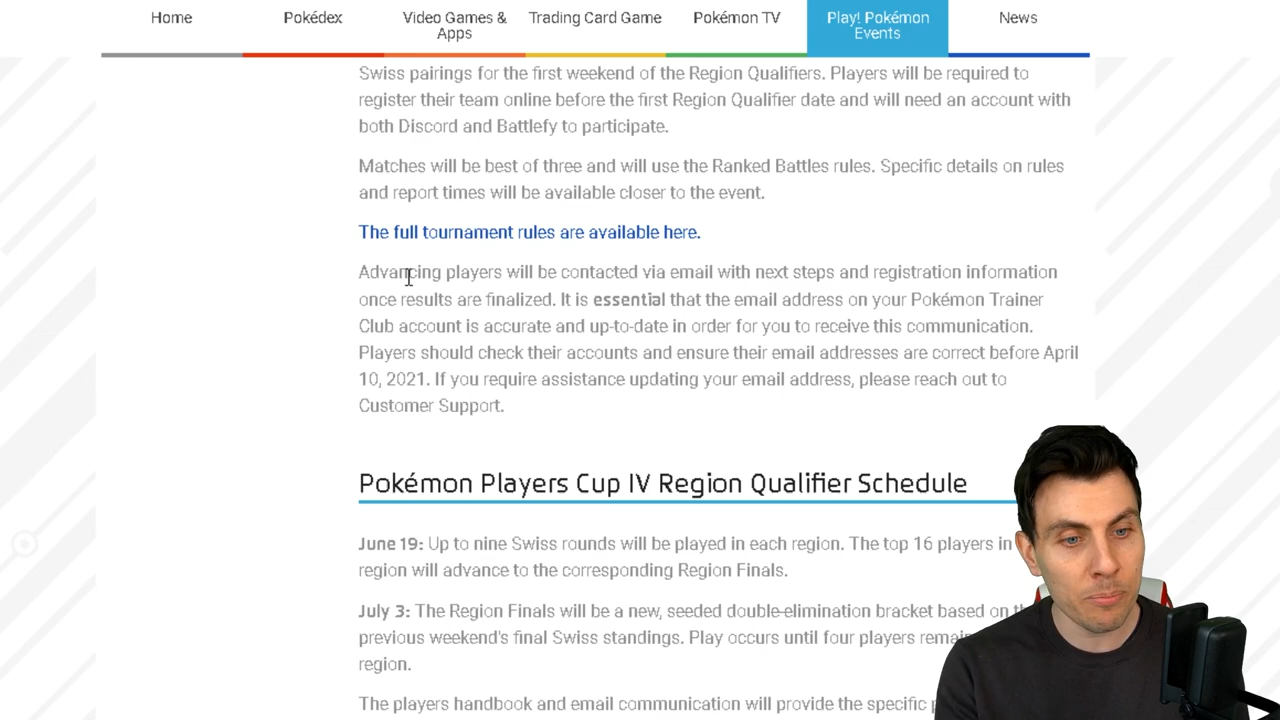 Home
Pokédex
Video Games & Apps
Trading Card Game
Pokémon TV
Play! Pokémon Events
News
Swiss pairings for the first weekend of the Region Qualifiers. Players will be required to
register their team online before the first Region Qualifier date and will need an account with
both Discord and Battlefy to participate.
Matches will be best of three and will use the Ranked Battles rules. Specific details on rules
and report times will be available closer to the event.
The full tournament rules are available here.
Advancing players will be contacted via email with next steps and registration information
once results are finalized. It is essential that the email address on your Pokémon Trainer
Club account is accurate and up-to-date in order for you to receive this communication.
Players should check their accounts and ensure their email addresses are correct before April
10, 2021. If you require assistance updating your email address, please reach out to
Customer Support.
Pokémon Players Cup IV Region Qualifier Schedule
June 19: Up to nine Swiss rounds will be played in each region. The top 16 players in
region will advance to the corresponding Region Finals.
July 3: The Region Finals will be a new, seeded double-elimination bracket based on
previous weekend's final Swiss standings. Play occurs until four players
region.
The players handbook and email communication will provide the specific